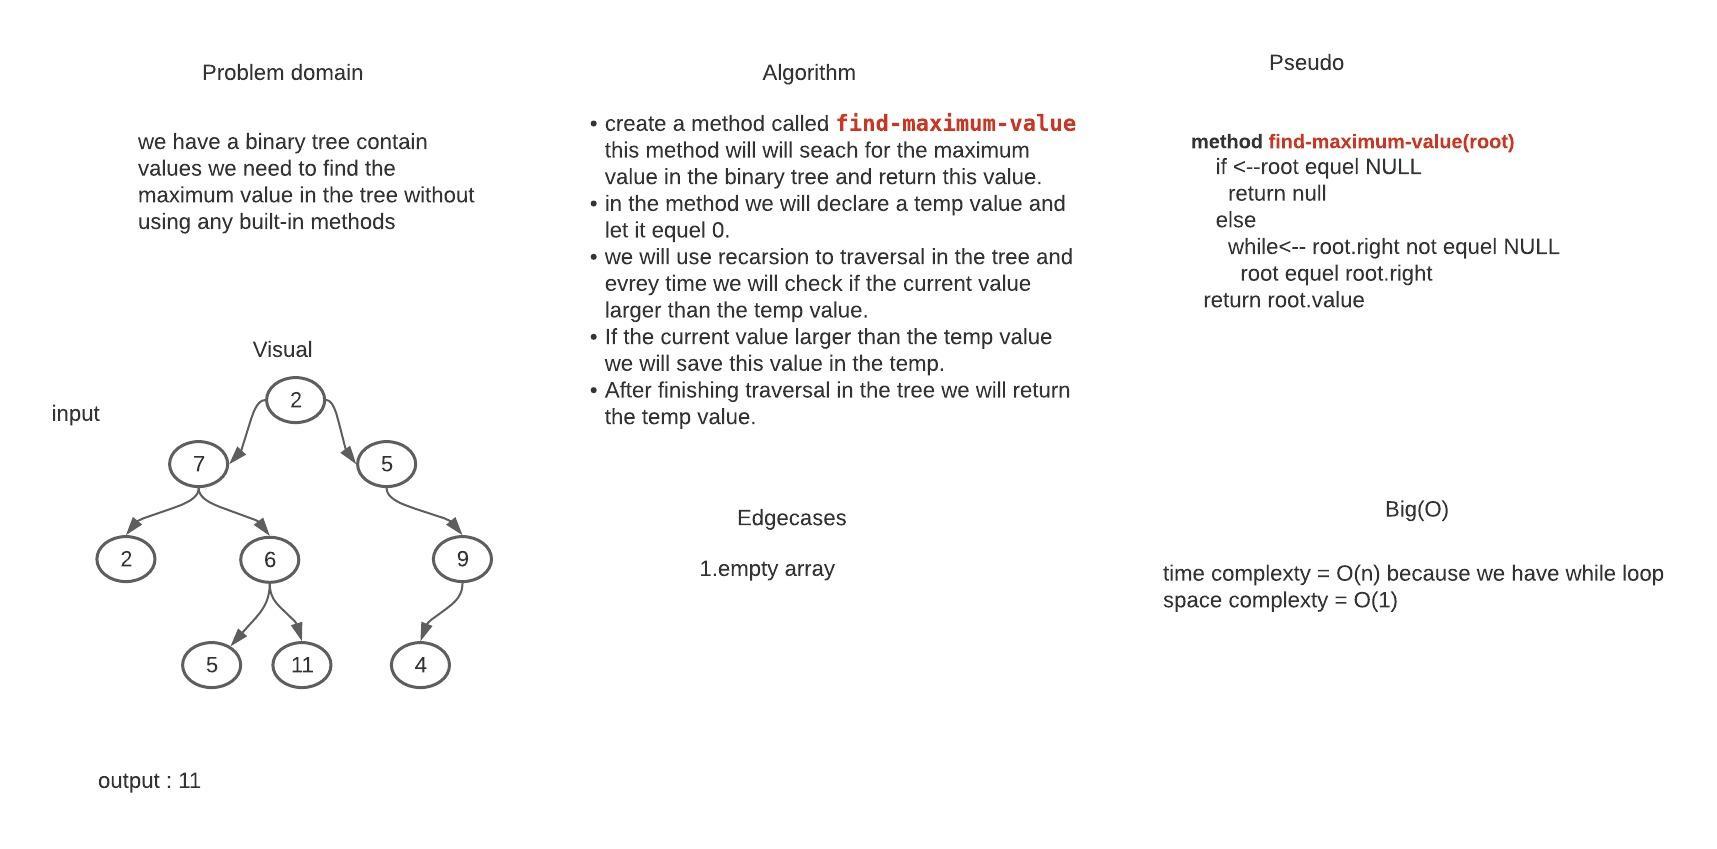 Problem domain
we have a binary tree contain
values we need to find the
maximum value in the tree without
using any built-in methods
Visual
input
2
7
5
2
6
9
5
11
4
output : 11
Algorithm
• create a method called find-maximum-value
this method will will seach for the maximum
value in the binary tree and return this value.
• in the method we will declare a temp value and
let it equel 0.
• we will use recarsion to traversal in the tree and
evrey time we will check if the current value
larger than the temp value.
• If the current value larger than the temp value
we will save this value in the temp.
• After finishing traversal in the tree we will return
the temp value.
Edgecases
1.empty array
Pseudo
method find-maximum-value(root)
if <--root equel NULL
return null
else
while<-- root.right not equel NULL
root equel root.right
return root.value
Big(O)
time complexty = O(n) because we have while loop
space complexty = O(1)